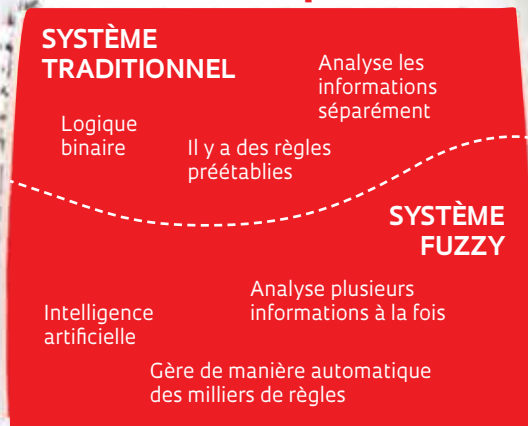 SYSTÈME
TRADITIONNEL
Analyse les
informations
séparément
Logique
binaire
Il y a des règles
préétablies
SYSTÈME
FUZZY
Analyse plusieurs
informations à la fois
Intelligence
artificielle
Gère de manière automatique
des milliers de règles